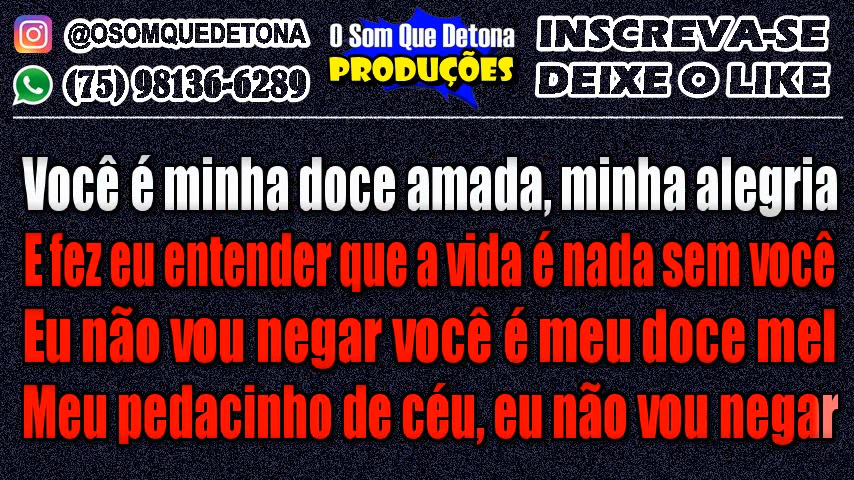 @OSOMQUEDETONA
(75) 98136-6289
O Som Que Detona
PRODUÇÕES
INSCREVA-SE
DEIXE O LIKE
Você é minha doce amada, minha alegria
E fez eu entender que a vida é nada sem você
Eu não vou negar você é meu doce mel
Meu pedacinho de céu, eu não vou negar